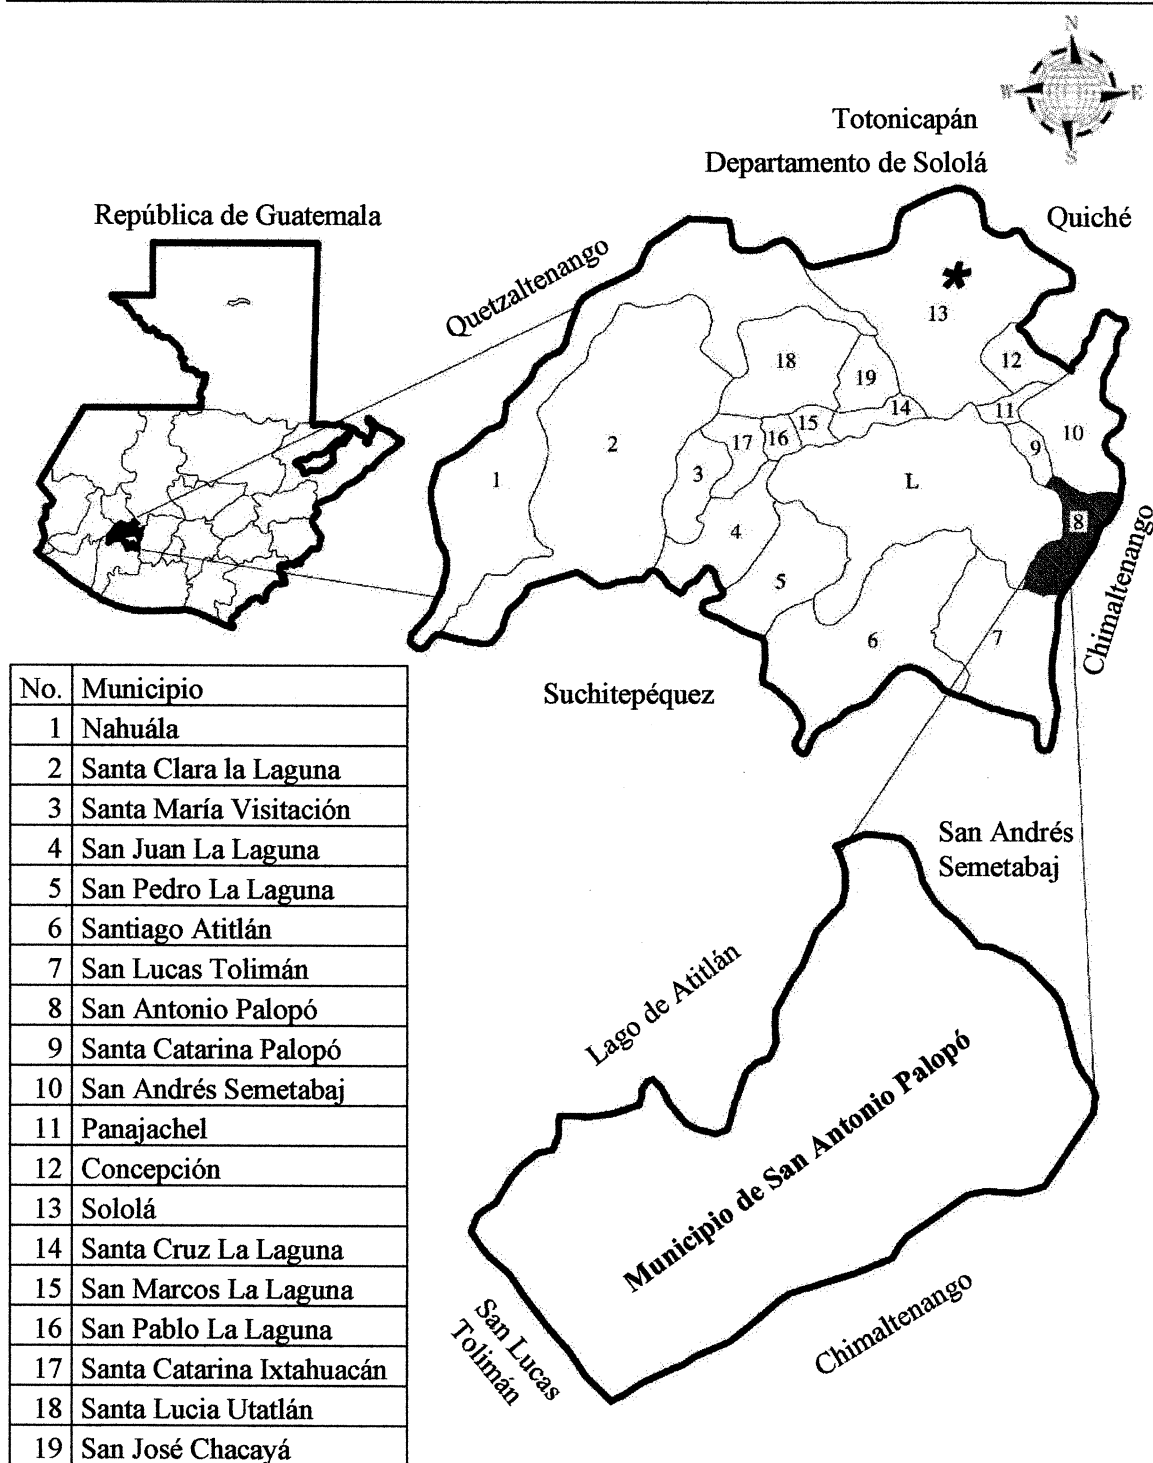 N
W E
S
Totonicapán
Departamento de Sololá
República de Guatemala
Quiché
Quetzaltenango
*
13
12
18
19
14
11
15
10
2
17
16
9
3
1
L
8
4
5
Chimaltenango
6
7
Suchitepéquez
No. Municipio
1 Nahuála
2 Santa Clara la Laguna
3 Santa María Visitación
4 San Juan La Laguna
5 San Pedro La Laguna
6 Santiago Atitlán
7 San Lucas Tolimán
8 San Antonio Palopó
9 Santa Catarina Palopó
10 San Andrés Semetabaj
11 Panajachel
12 Concepción
13 Sololá
14 Santa Cruz La Laguna
15 San Marcos La Laguna
16 San Pablo La Laguna
17 Santa Catarina Ixtahuacán
18 Santa Lucia Utatlán
19 San José Chacayá
San Andrés
Semetabaj
Lago de Atitlán
Municipio de San Antonio Palopó
San Lucas
Tolimán
Chimaltenango